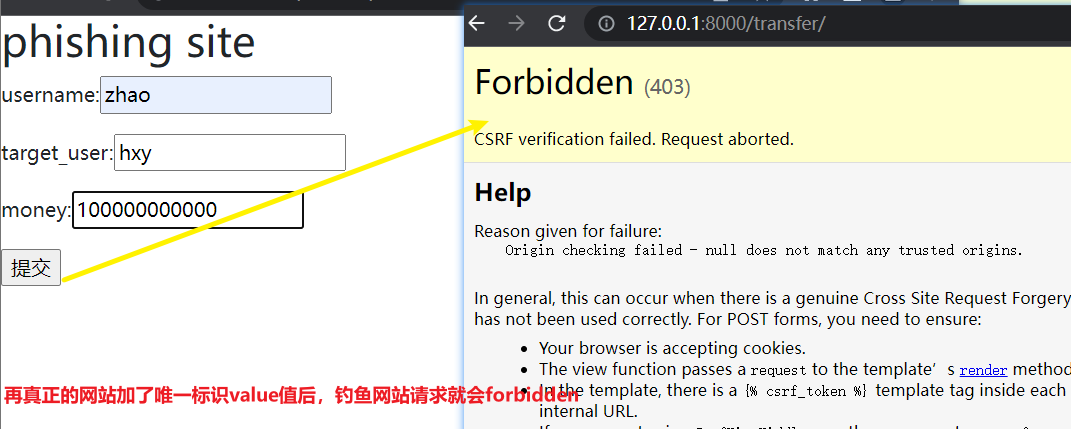 phishing site
username:zhao
target_user:hxy
money:100000000000
提交
再真正的网站加了唯一标识value值后，钓鱼网站请求就会forbidden
127.0.0.1:8000/transfer/
Forbidden (403)
CSRF verification failed. Request aborted.
Help
Reason given for failure:
Origin checking failed - null does not match any trusted origins.
In general, this can occur when there is a genuine Cross Site Request Forgery
has not been used correctly. For POST forms, you need to ensure:
Your browser is accepting cookies.
The view function passes a request to the template's render method
In the template, there is a {% csrf_token %} template tag inside each
internal URL.